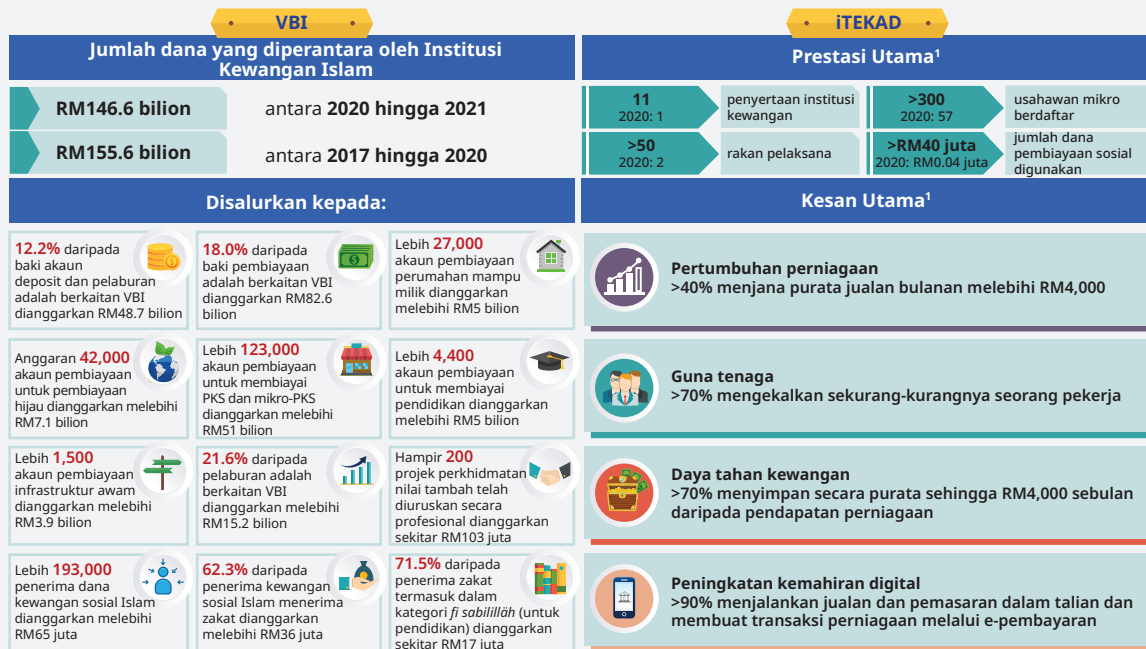 VBI
Jumlah dana yang diperantara oleh Institusi
Kewangan Islam
RM146.6 bilion
antara 2020 hingga 2021
RM155.6 bilion
antara 2017 hingga 2020
Disalurkan kepada:
12.2% daripada
baki akaun
deposit dan pelaburan
adalah berkaitan VBI
dianggarkan RM48.7 bilion
18.0% daripada
baki pembiayaan
adalah berkaitan VBI
dianggarkan RM82.6
bilion
Lebih 27,000
akaun pembiayaan
perumahan mampu
milik dianggarkan
melebihi RM5 bilion
Anggaran 42,000
akaun pembiayaan
untuk pembiayaan
hijau dianggarkan melebihi
RM7.1 bilion
Lebih 123,000
akaun pembiayaan
untuk membiayai
PKS dan mikro-PKS
dianggarkan melebihi
RM51 bilion
Lebih 4,400
akaun pembiayaan
untuk membiayai
pendidikan dianggarkan
melebihi RM5 bilion
Lebih 1,500
akaun pembiayaan
infrastruktur awam
dianggarkan melebihi
RM3.9 bilion
21.6% daripada
pelaburan adalah
berkaitan VBI
dianggarkan melebihi
RM15.2 bilion
Hampir 200
projek perkhidmatan
nilai tambah telah
diuruskan secara
profesional dianggarkan
sekitar RM103 juta
Lebih 193,000
penerima dana
kewangan sosial Islam
dianggarkan melebihi
RM65 juta
62.3% daripada
penerima kewangan
sosial Islam menerima
zakat dianggarkan
melebihi RM36 juta
71.5% daripada
penerima zakat
termasuk dalam
kategori fi sabilillāh (untuk
pendidikan) dianggarkan
sekitar RM17 juta
iTEKAD
Prestasi Utama¹
11
2020: 1
penyertaan institusi
kewangan
>300
2020: 57
usahawan mikro
berdaftar
>50
2020: 2
rakan pelaksana
>RM40 juta
2020: RM0.04 juta
jumlah dana
pembiayaan sosial
digunakan
Kesan Utama¹
Pertumbuhan perniagaan
>40% menjana purata jualan bulanan melebihi RM4,000
Guna tenaga
>70% mengekalkan sekurang-kurangnya seorang pekerja
Daya tahan kewangan
>70% menyimpan secara purata sehingga RM4,000 sebulan
daripada pendapatan perniagaan
Peningkatan kemahiran digital
>90% menjalankan jualan dan pemasaran dalam talian dan
membuat transaksi perniagaan melalui e-pembayaran